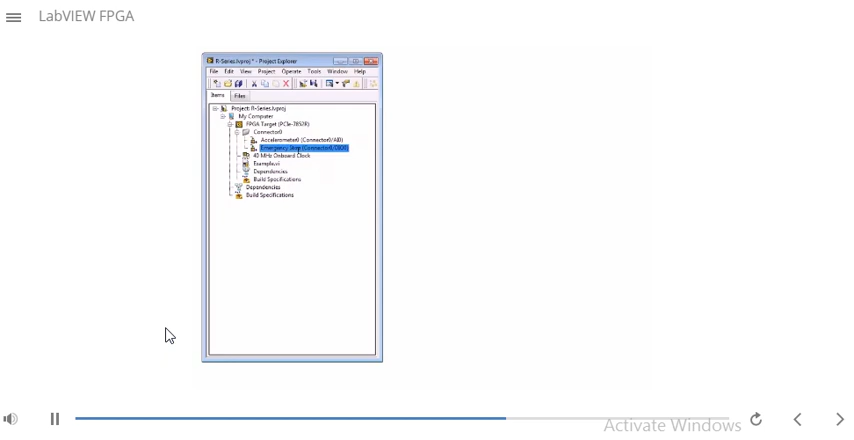 LabVIEW FPGA
R-Series.lvproj * - Project Explorer
File Edit View Project Operate Tools Window Help
Items Files
Project: R-Series.lvproj
My Computer
FPGA Target (PCIe-7852R)
Connector0
Accelerometer0 (Connector0/AI0)
Emergency Stop (Connector0/DIO0)
40 MHz Onboard Clock
Example.vi
Dependencies
Build Specifications
Dependencies
Build Specifications
Activate Windows